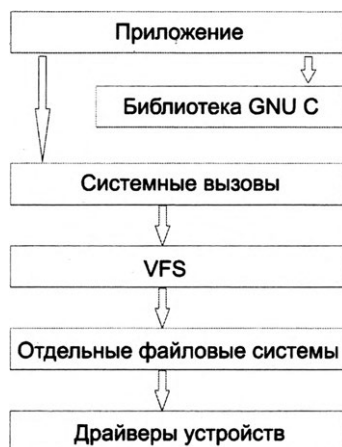 Приложение
Библиотека GNU C
Системные вызовы
VFS
Отдельные файловые системы
Драйверы устройств